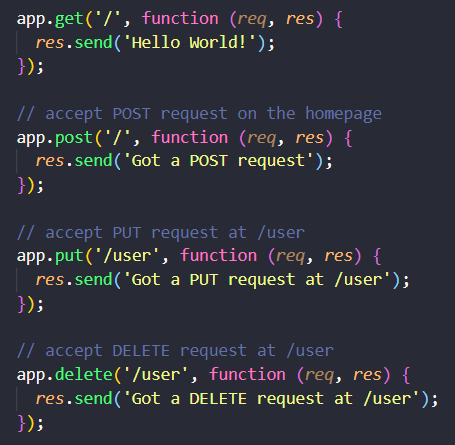 app.get('/', function (req, res) {
  res.send('Hello World!');
});

// accept POST request on the homepage
app.post('/', function (req, res) {
  res.send('Got a POST request');
});

// accept PUT request at /user
app.put('/user', function (req, res) {
  res.send('Got a PUT request at /user');
});

// accept DELETE request at /user
app.delete('/user', function (req, res) {
  res.send('Got a DELETE request at /user');
});